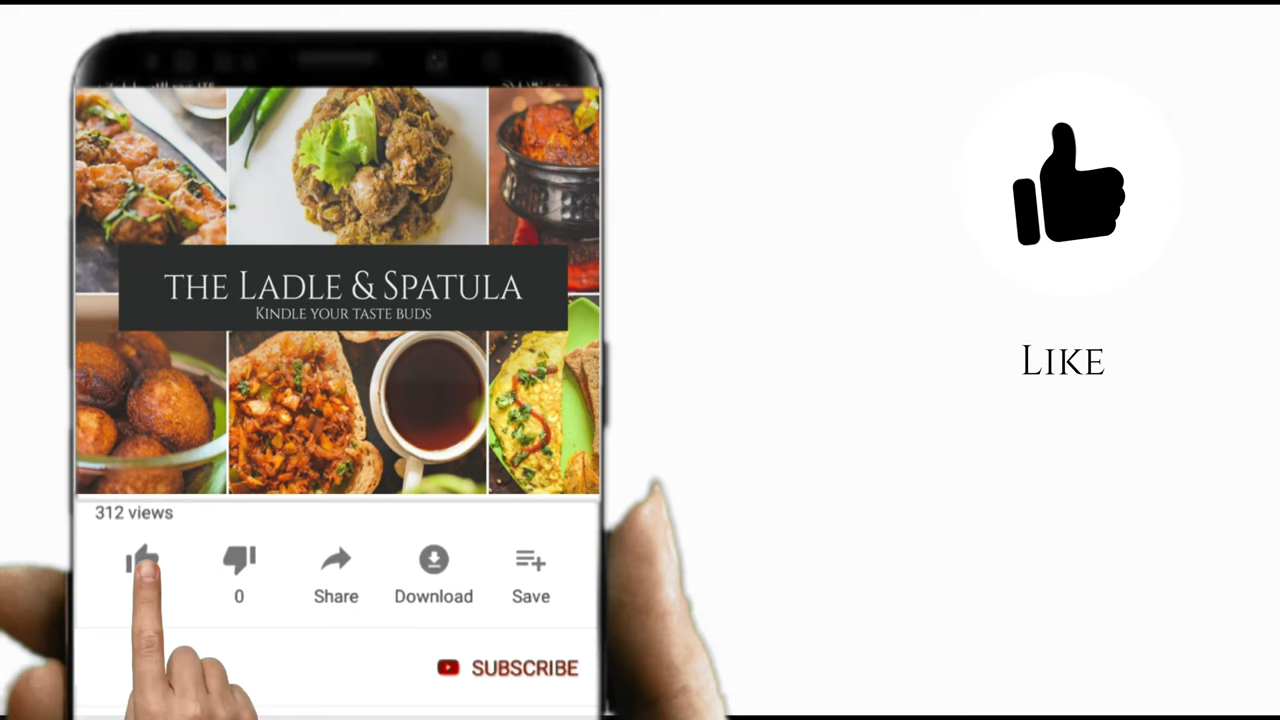 THE LADLE & SPATULA
KINDLE YOUR TASTE BUDS
312 views
0
Share
Download
Save
SUBSCRIBE
LIKE